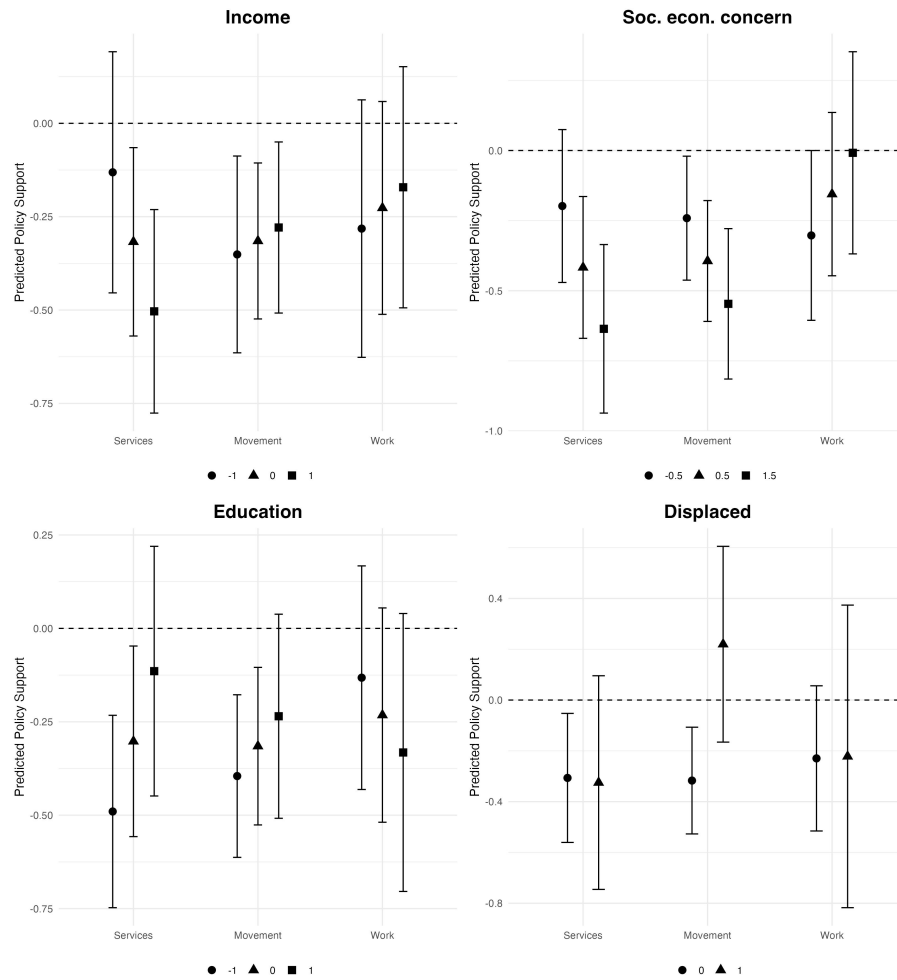 Income
Predicted Policy Support
0.00
-0.25
-0.50
-0.75
Services Movement Work
-1 0 1
Soc. econ. concern
Predicted Policy Support
0.0
-0.5
-1.0
Services Movement Work
-0.5 0.5 1.5
Education
Predicted Policy Support
0.25
0.00
-0.25
-0.50
-0.75
Services Movement Work
-1 0 1
Displaced
Predicted Policy Support
0.4
0.0
-0.4
-0.8
Services Movement Work
0 1